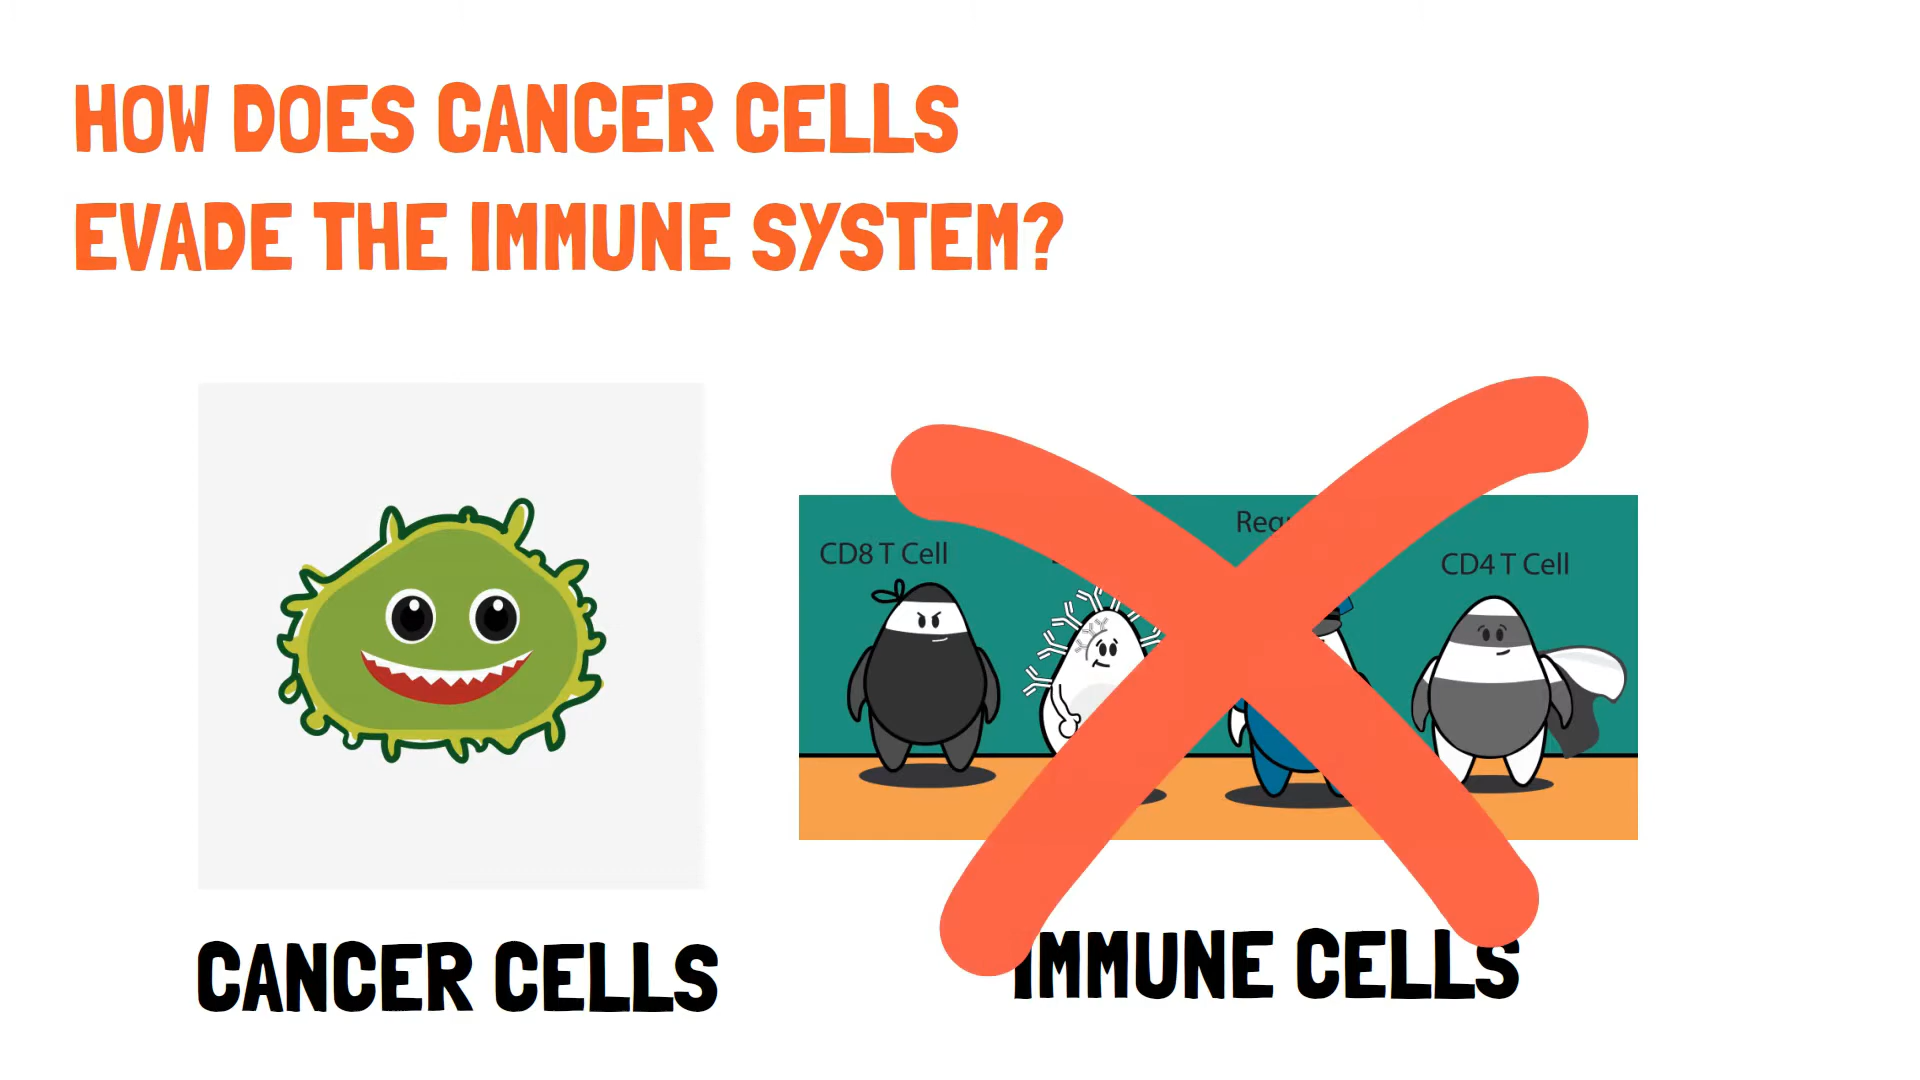 HOW DOES CANCER CELLS
EVADE THE IMMUNE SYSTEM?
CD8 T Cell
CD4 T Cell
CANCER CELLS
IMMUNE CELLS